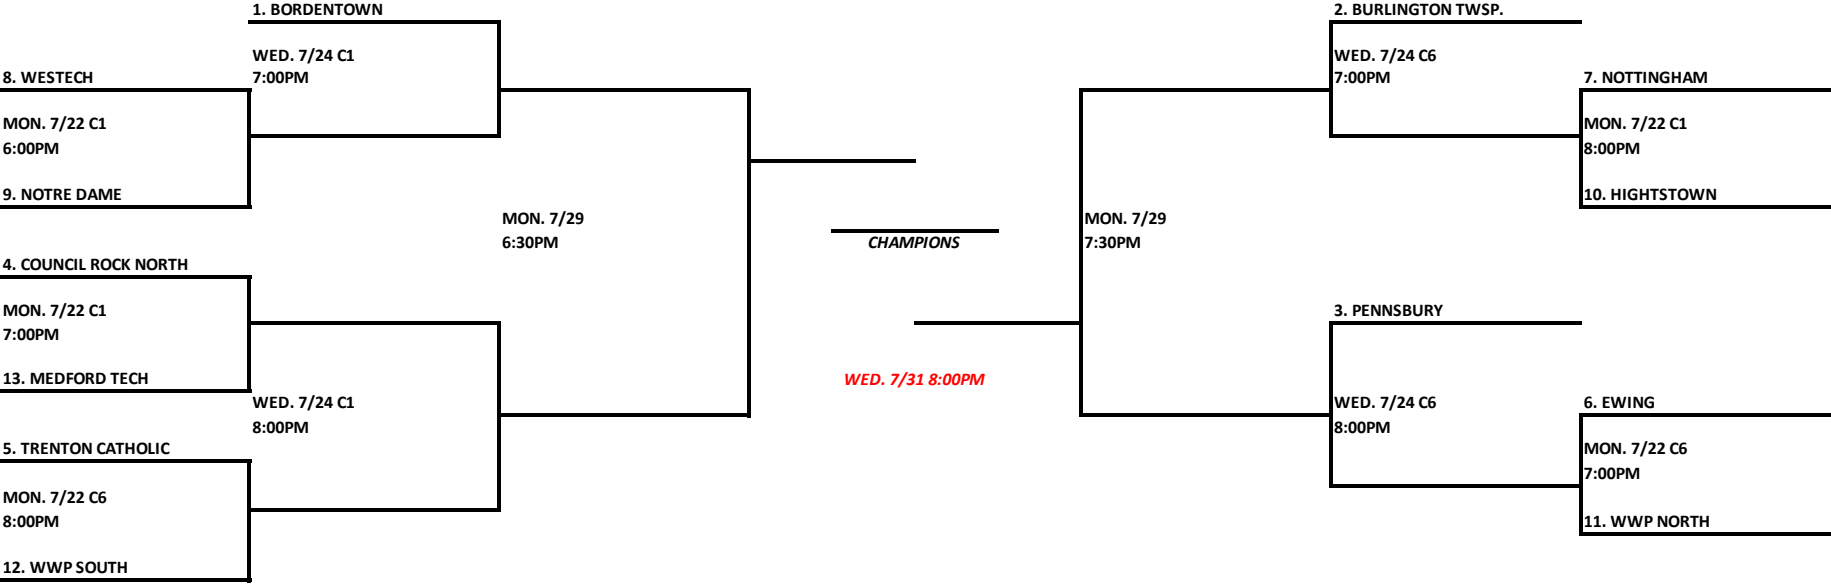 1. BORDENTOWN
WED. 7/24 C1
7:00PM
8. WESTECH
MON. 7/22 C1
6:00PM
9. NOTRE DAME
4. COUNCIL ROCK NORTH
MON. 7/22 C1
7:00PM
13. MEDFORD TECH
WED. 7/24 C1
8:00PM
5. TRENTON CATHOLIC
MON. 7/22 C6
8:00PM
12. WWP SOUTH
MON. 7/29
6:30PM
CHAMPIONS
WED. 7/31 8:00PM
MON. 7/29
7:30PM
2. BURLINGTON TWSP.
WED. 7/24 C6
7:00PM
7. NOTTINGHAM
MON. 7/22 C1
8:00PM
10. HIGHTSTOWN
3. PENNSBURY
WED. 7/24 C6
8:00PM
6. EWING
MON. 7/22 C6
7:00PM
11. WWP NORTH